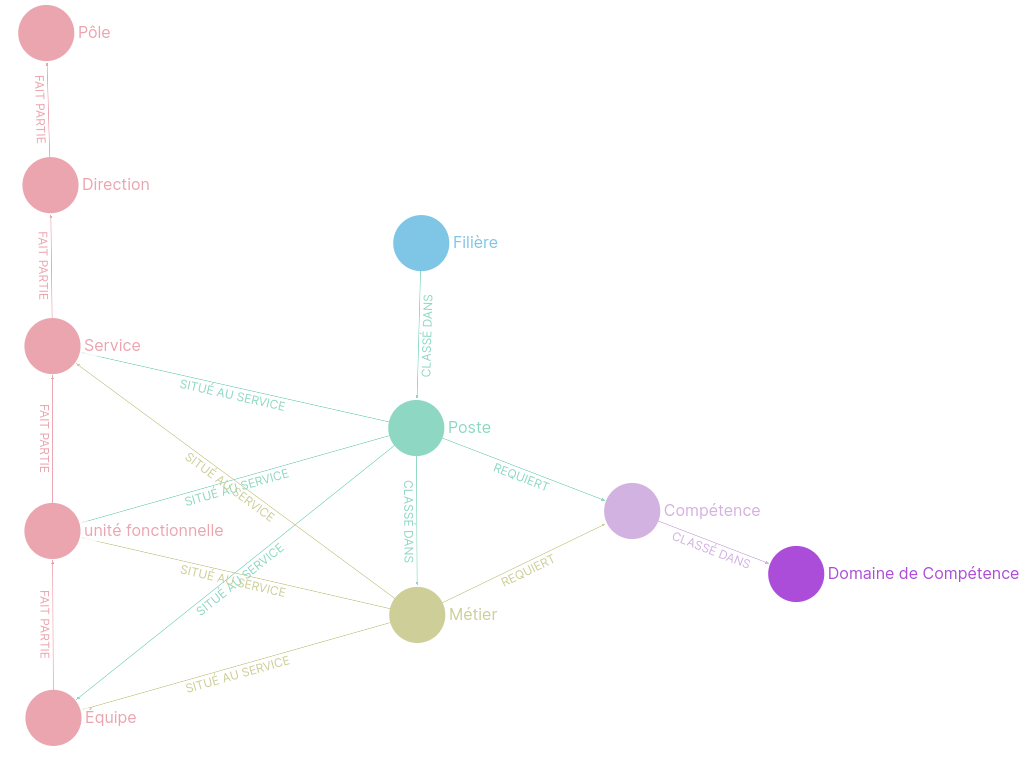 Pôle
FAIT PARTIE
Direction
FAIT PARTIE
Filière
CLASSÉ DANS
Service
SITUÉ AU SERVICE
FAIT PARTIE
Poste
SITUÉ AU SERVICE
SITUÉ AU SERVICE
REQUIERT
CLASSÉ DANS
Compétence
unité fonctionnelle
CLASSÉ DANS
Domaine de Compétence
SITUÉ AU SERVICE
SITUÉ AU SERVICE
REQUIERT
FAIT PARTIE
Métier
SITUÉ AU SERVICE
Equipe